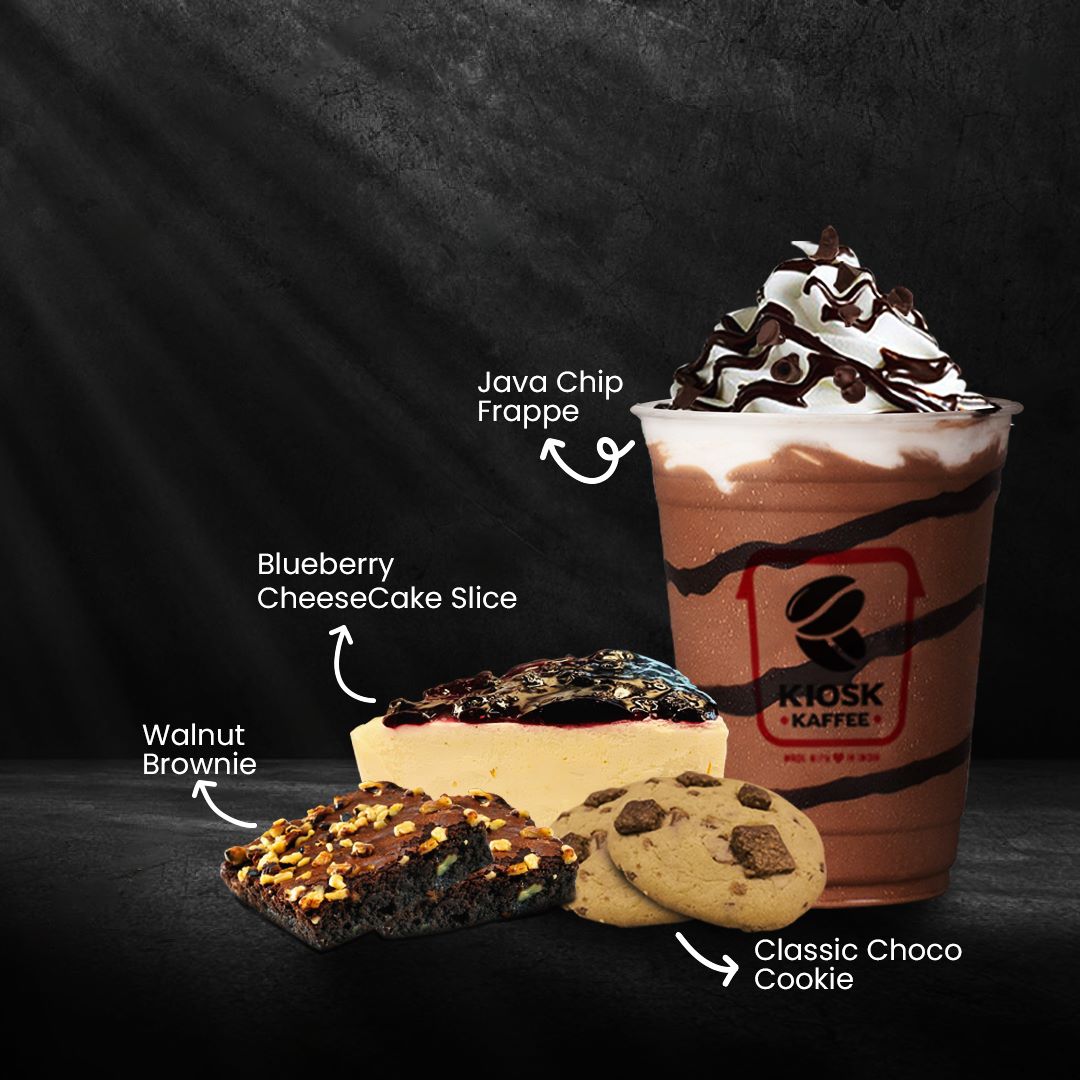 Java Chip
Frappe
Blueberry
CheeseCake Slice
KIOSK
KAFFEE
Walnut
Brownie
Classic Choco
Cookie